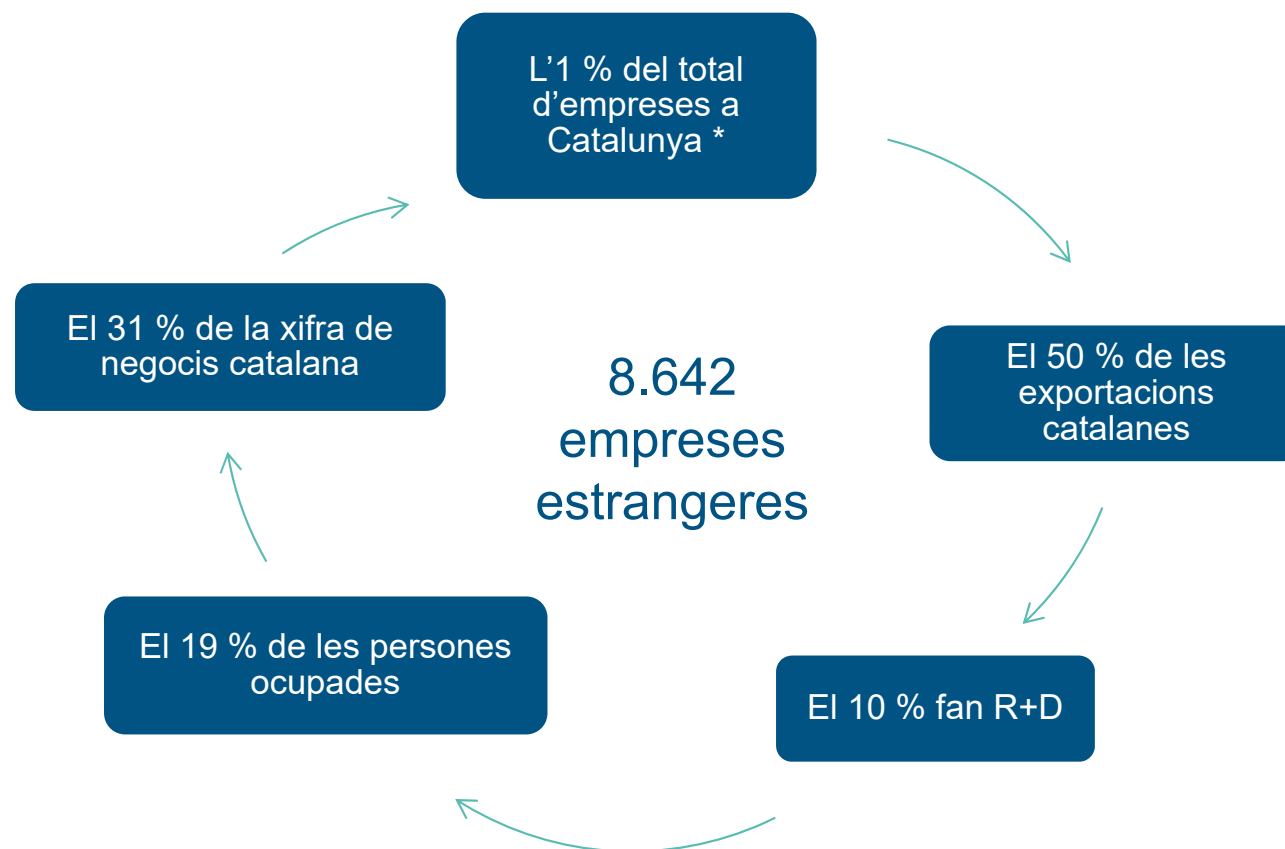 L’1 % del total
d’empreses a
Catalunya *
El 31 % de la xifra de
negocis catalana
8.642
empreses
estrangeres
El 50 % de les
exportacions
catalanes
El 19 % de les persones
ocupades
El 10 % fan R+D